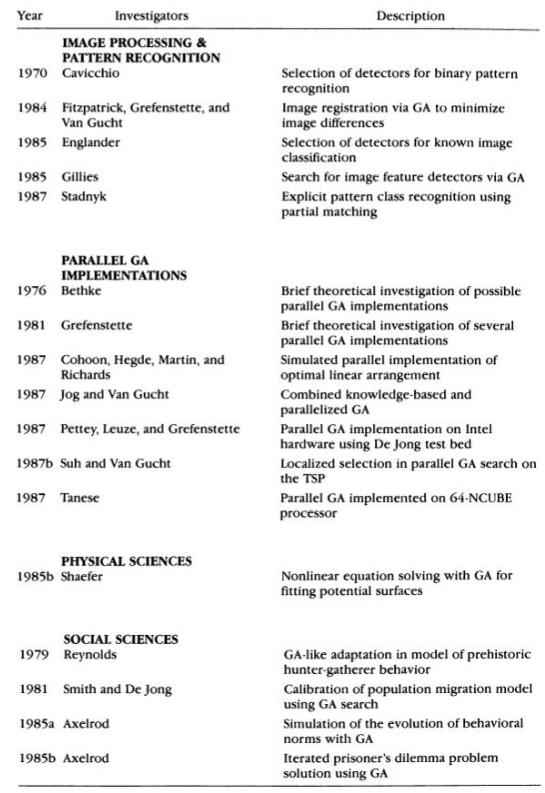 Year Investigators Description
IMAGE PROCESSING &
PATTERN RECOGNITION
1970 Cavicchio Selection of detectors for binary pattern
recognition
1984 Fitzpatrick, Grefenstette, and Image registration via GA to minimize
Van Gucht image differences
1985 Englander Selection of detectors for known image
classification
1985 Gillies Search for image feature detectors via GA
1987 Stadnyk Explicit pattern class recognition using
partial matching
PARALLEL GA
IMPLEMENTATIONS
1976 Bethke Brief theoretical investigation of possible
parallel GA implementations
1981 Grefenstette Brief theoretical investigation of several
parallel GA implementations
1987 Cohoon, Hegde, Martin, and Simulated parallel implementation of
Richards optimal linear arrangement
1987 Jog and Van Gucht Combined knowledge-based and
parallelized GA
1987 Pettey, Leuze, and Grefenstette Parallel GA implementation on Intel
hardware using De Jong test bed
1987b Suh and Van Gucht Localized selection in parallel GA search on
the TSP
1987 Tanese Parallel GA implemented on 64-NCUBE
processor
PHYSICAL SCIENCES
1985b Shaefer Nonlinear equation solving with GA for
fitting potential surfaces
SOCIAL SCIENCES
1979 Reynolds GA-like adaptation in model of prehistoric
hunter-gatherer behavior
1981 Smith and De Jong Calibration of population migration model
using GA search
1985a Axelrod Simulation of the evolution of behavioral
norms with GA
1985b Axelrod Iterated prisoner's dilemma problem
solution using GA